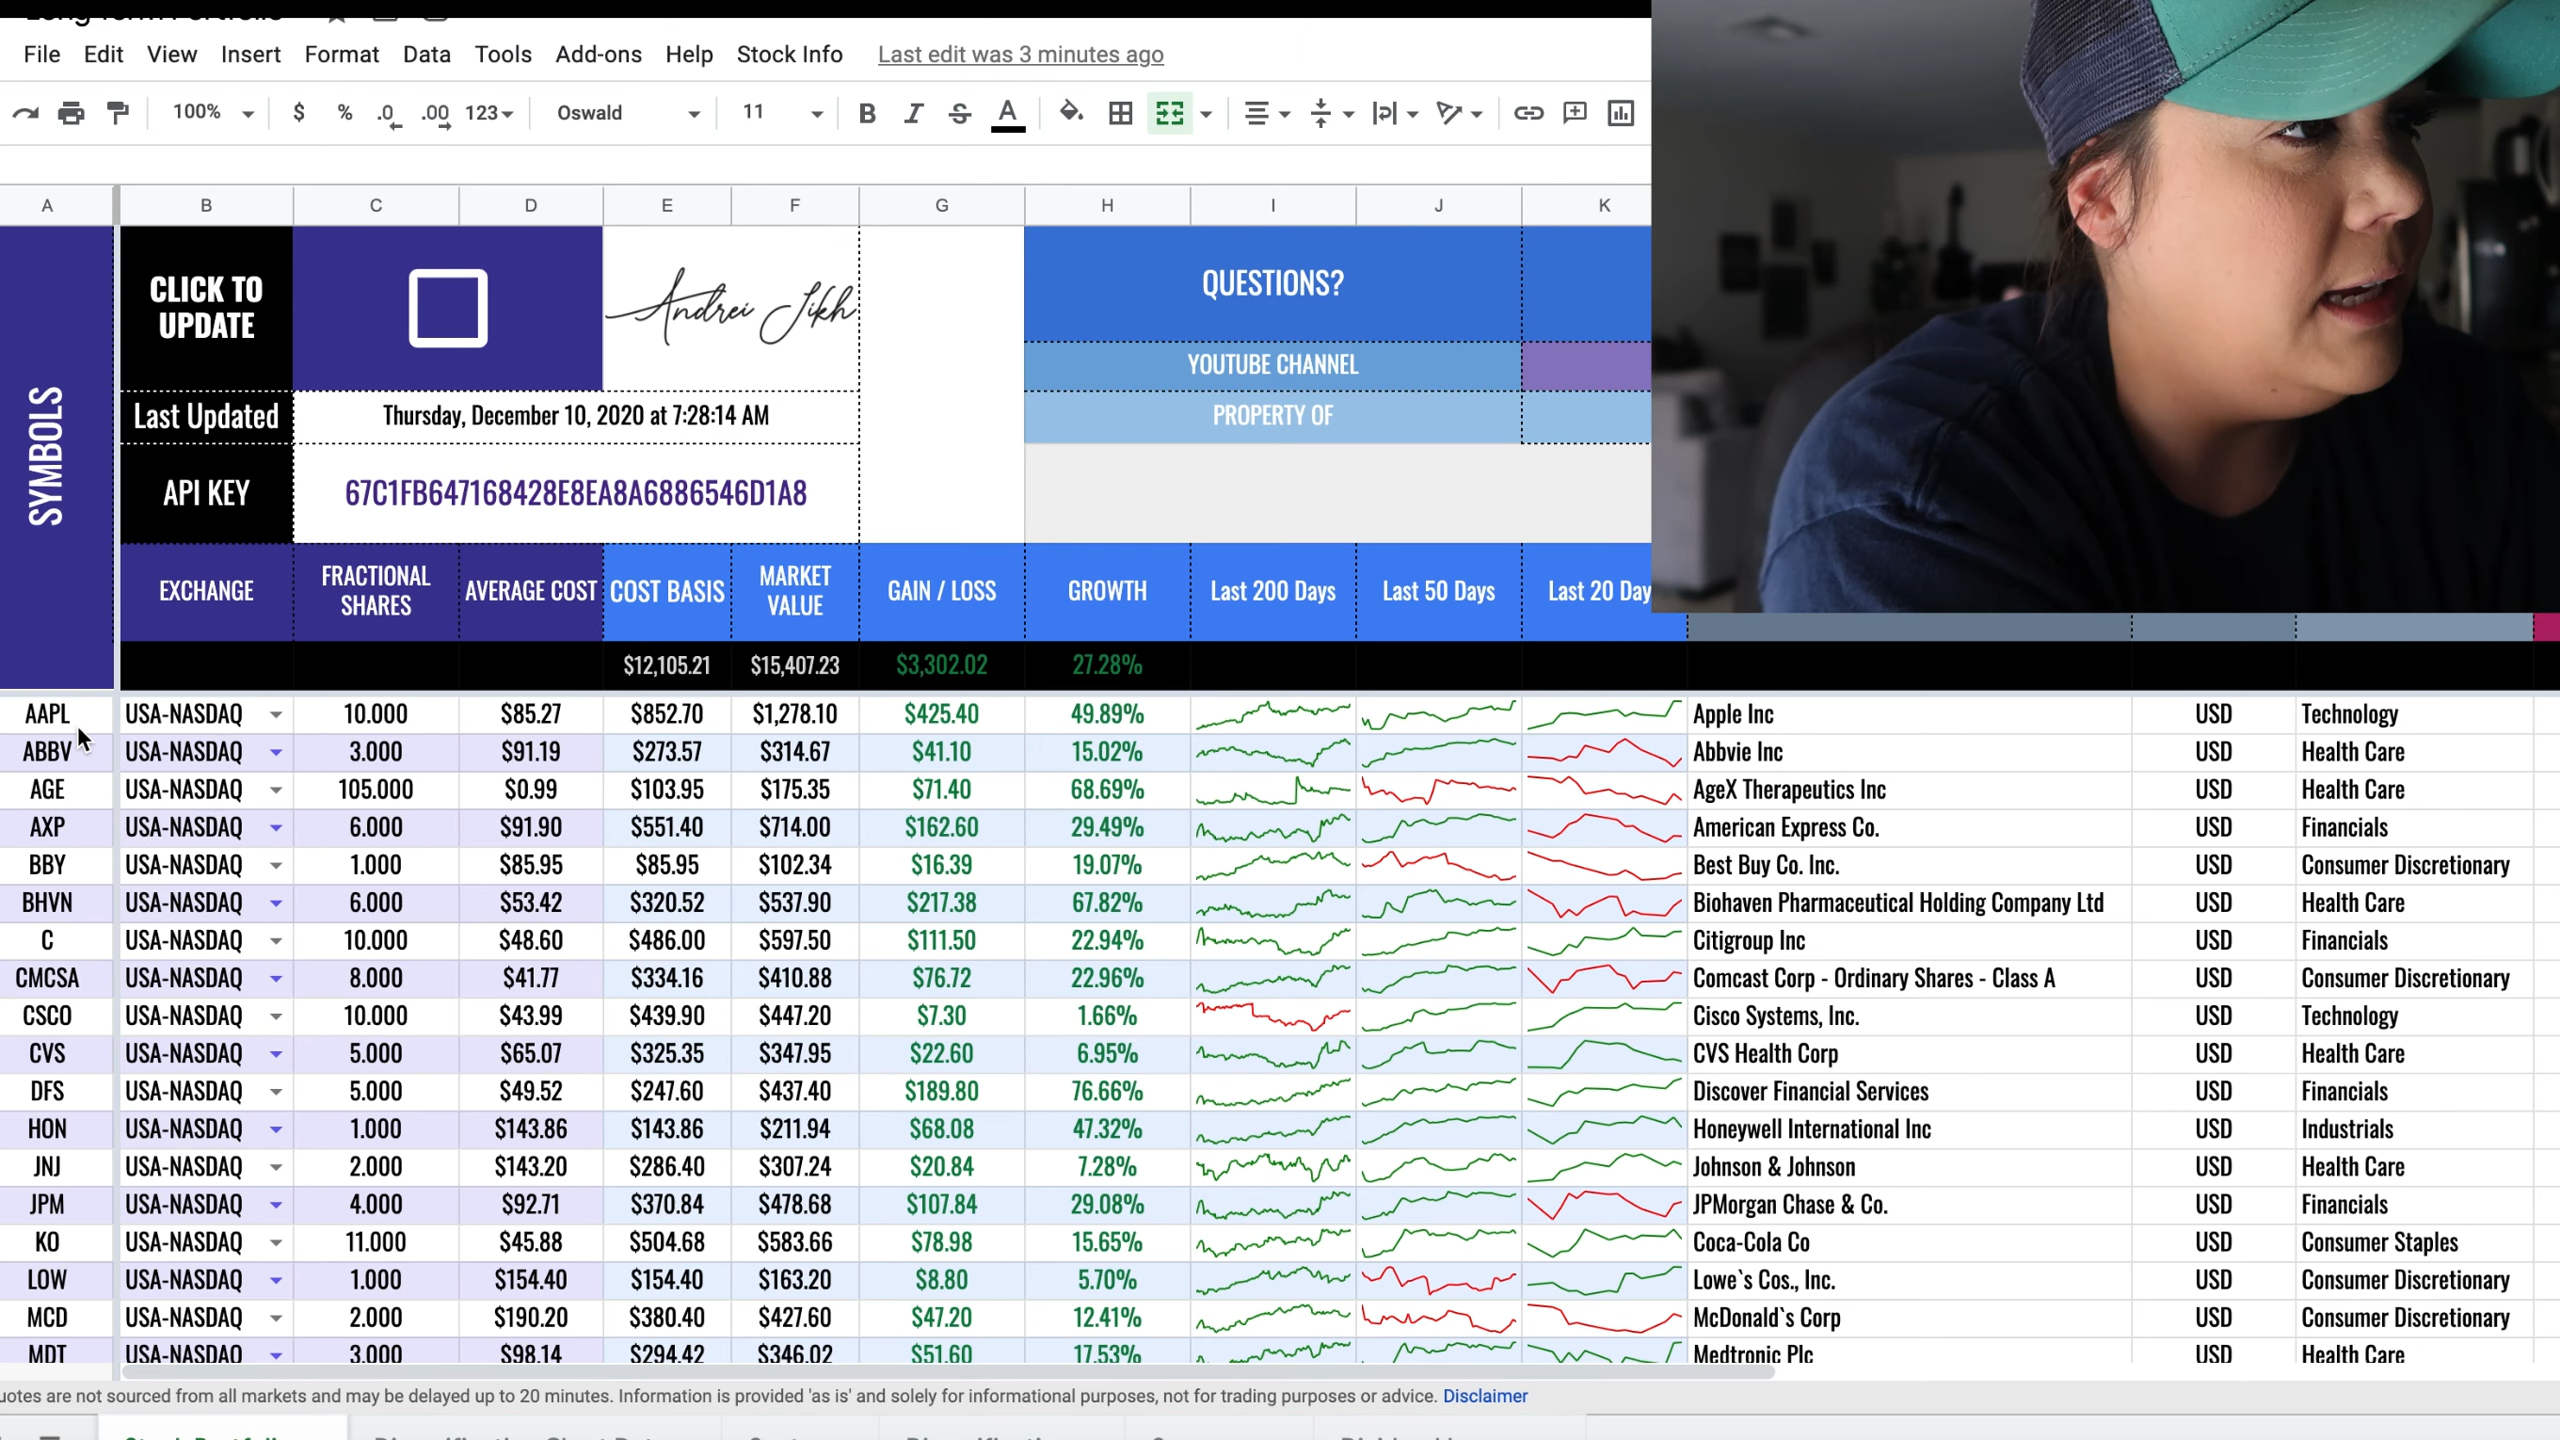 File Edit View Insert Format Data Tools Add-ons Help Stock Info Last edit was 3 minutes ago
100% $ % .0 .00 123 Oswald 11 B I S A
A B C D E F G H I J K
SYMBOLS
CLICK TO
UPDATE
Andrei Jikh
QUESTIONS?
YOUTUBE CHANNEL
Last Updated Thursday, December 10, 2020 at 7:28:14 AM PROPERTY OF
API KEY 67C1FB647168428E8EA8A6886546D1A8
EXCHANGE FRACTIONAL SHARES AVERAGE COST COST BASIS MARKET VALUE GAIN / LOSS GROWTH Last 200 Days Last 50 Days Last 20 Day
$12,105.21 $15,407.23 $3,302.02 27.28%
AAPL USA-NASDAQ 10.000 $85.27 $852.70 $1,278.10 $425.40 49.89% Apple Inc USD Technology
ABBV USA-NASDAQ 3.000 $91.19 $273.57 $314.67 $41.10 15.02% Abbvie Inc USD Health Care
AGE USA-NASDAQ 105.000 $0.99 $103.95 $175.35 $71.40 68.69% AgeX Therapeutics Inc USD Health Care
AXP USA-NASDAQ 6.000 $91.90 $551.40 $714.00 $162.60 29.49% American Express Co. USD Financials
BBY USA-NASDAQ 1.000 $85.95 $85.95 $102.34 $16.39 19.07% Best Buy Co. Inc. USD Consumer Discretionary
BHVN USA-NASDAQ 6.000 $53.42 $320.52 $537.90 $217.38 67.82% Biohaven Pharmaceutical Holding Company Ltd USD Health Care
C USA-NASDAQ 10.000 $48.60 $486.00 $597.50 $111.50 22.94% Citigroup Inc USD Financials
CMCSA USA-NASDAQ 8.000 $41.77 $334.16 $410.88 $76.72 22.96% Comcast Corp - Ordinary Shares - Class A USD Consumer Discretionary
CSCO USA-NASDAQ 10.000 $43.99 $439.90 $447.20 $7.30 1.66% Cisco Systems, Inc. USD Technology
CVS USA-NASDAQ 5.000 $65.07 $325.35 $347.95 $22.60 6.95% CVS Health Corp USD Health Care
DFS USA-NASDAQ 5.000 $49.52 $247.60 $437.40 $189.80 76.66% Discover Financial Services USD Financials
HON USA-NASDAQ 1.000 $143.86 $143.86 $211.94 $68.08 47.32% Honeywell International Inc USD Industrials
JNJ USA-NASDAQ 2.000 $143.20 $286.40 $307.24 $20.84 7.28% Johnson & Johnson USD Health Care
JPM USA-NASDAQ 4.000 $92.71 $370.84 $478.68 $107.84 29.08% JPMorgan Chase & Co. USD Financials
KO USA-NASDAQ 11.000 $45.88 $504.68 $583.66 $78.98 15.65% Coca-Cola Co USD Consumer Staples
LOW USA-NASDAQ 1.000 $154.40 $154.40 $163.20 $8.80 5.70% Lowe`s Cos., Inc. USD Consumer Discretionary
MCD USA-NASDAQ 2.000 $190.20 $380.40 $427.60 $47.20 12.41% McDonald`s Corp USD Consumer Discretionary
MDT USA-NASDAQ 3.000 $98.14 $294.42 $346.02 $51.60 17.53% Medtronic Plc USD Health Care
uotes are not sourced from all markets and may be delayed up to 20 minutes. Information is provided 'as is' and solely for informational purposes, not for trading purposes or advice. Disclaimer